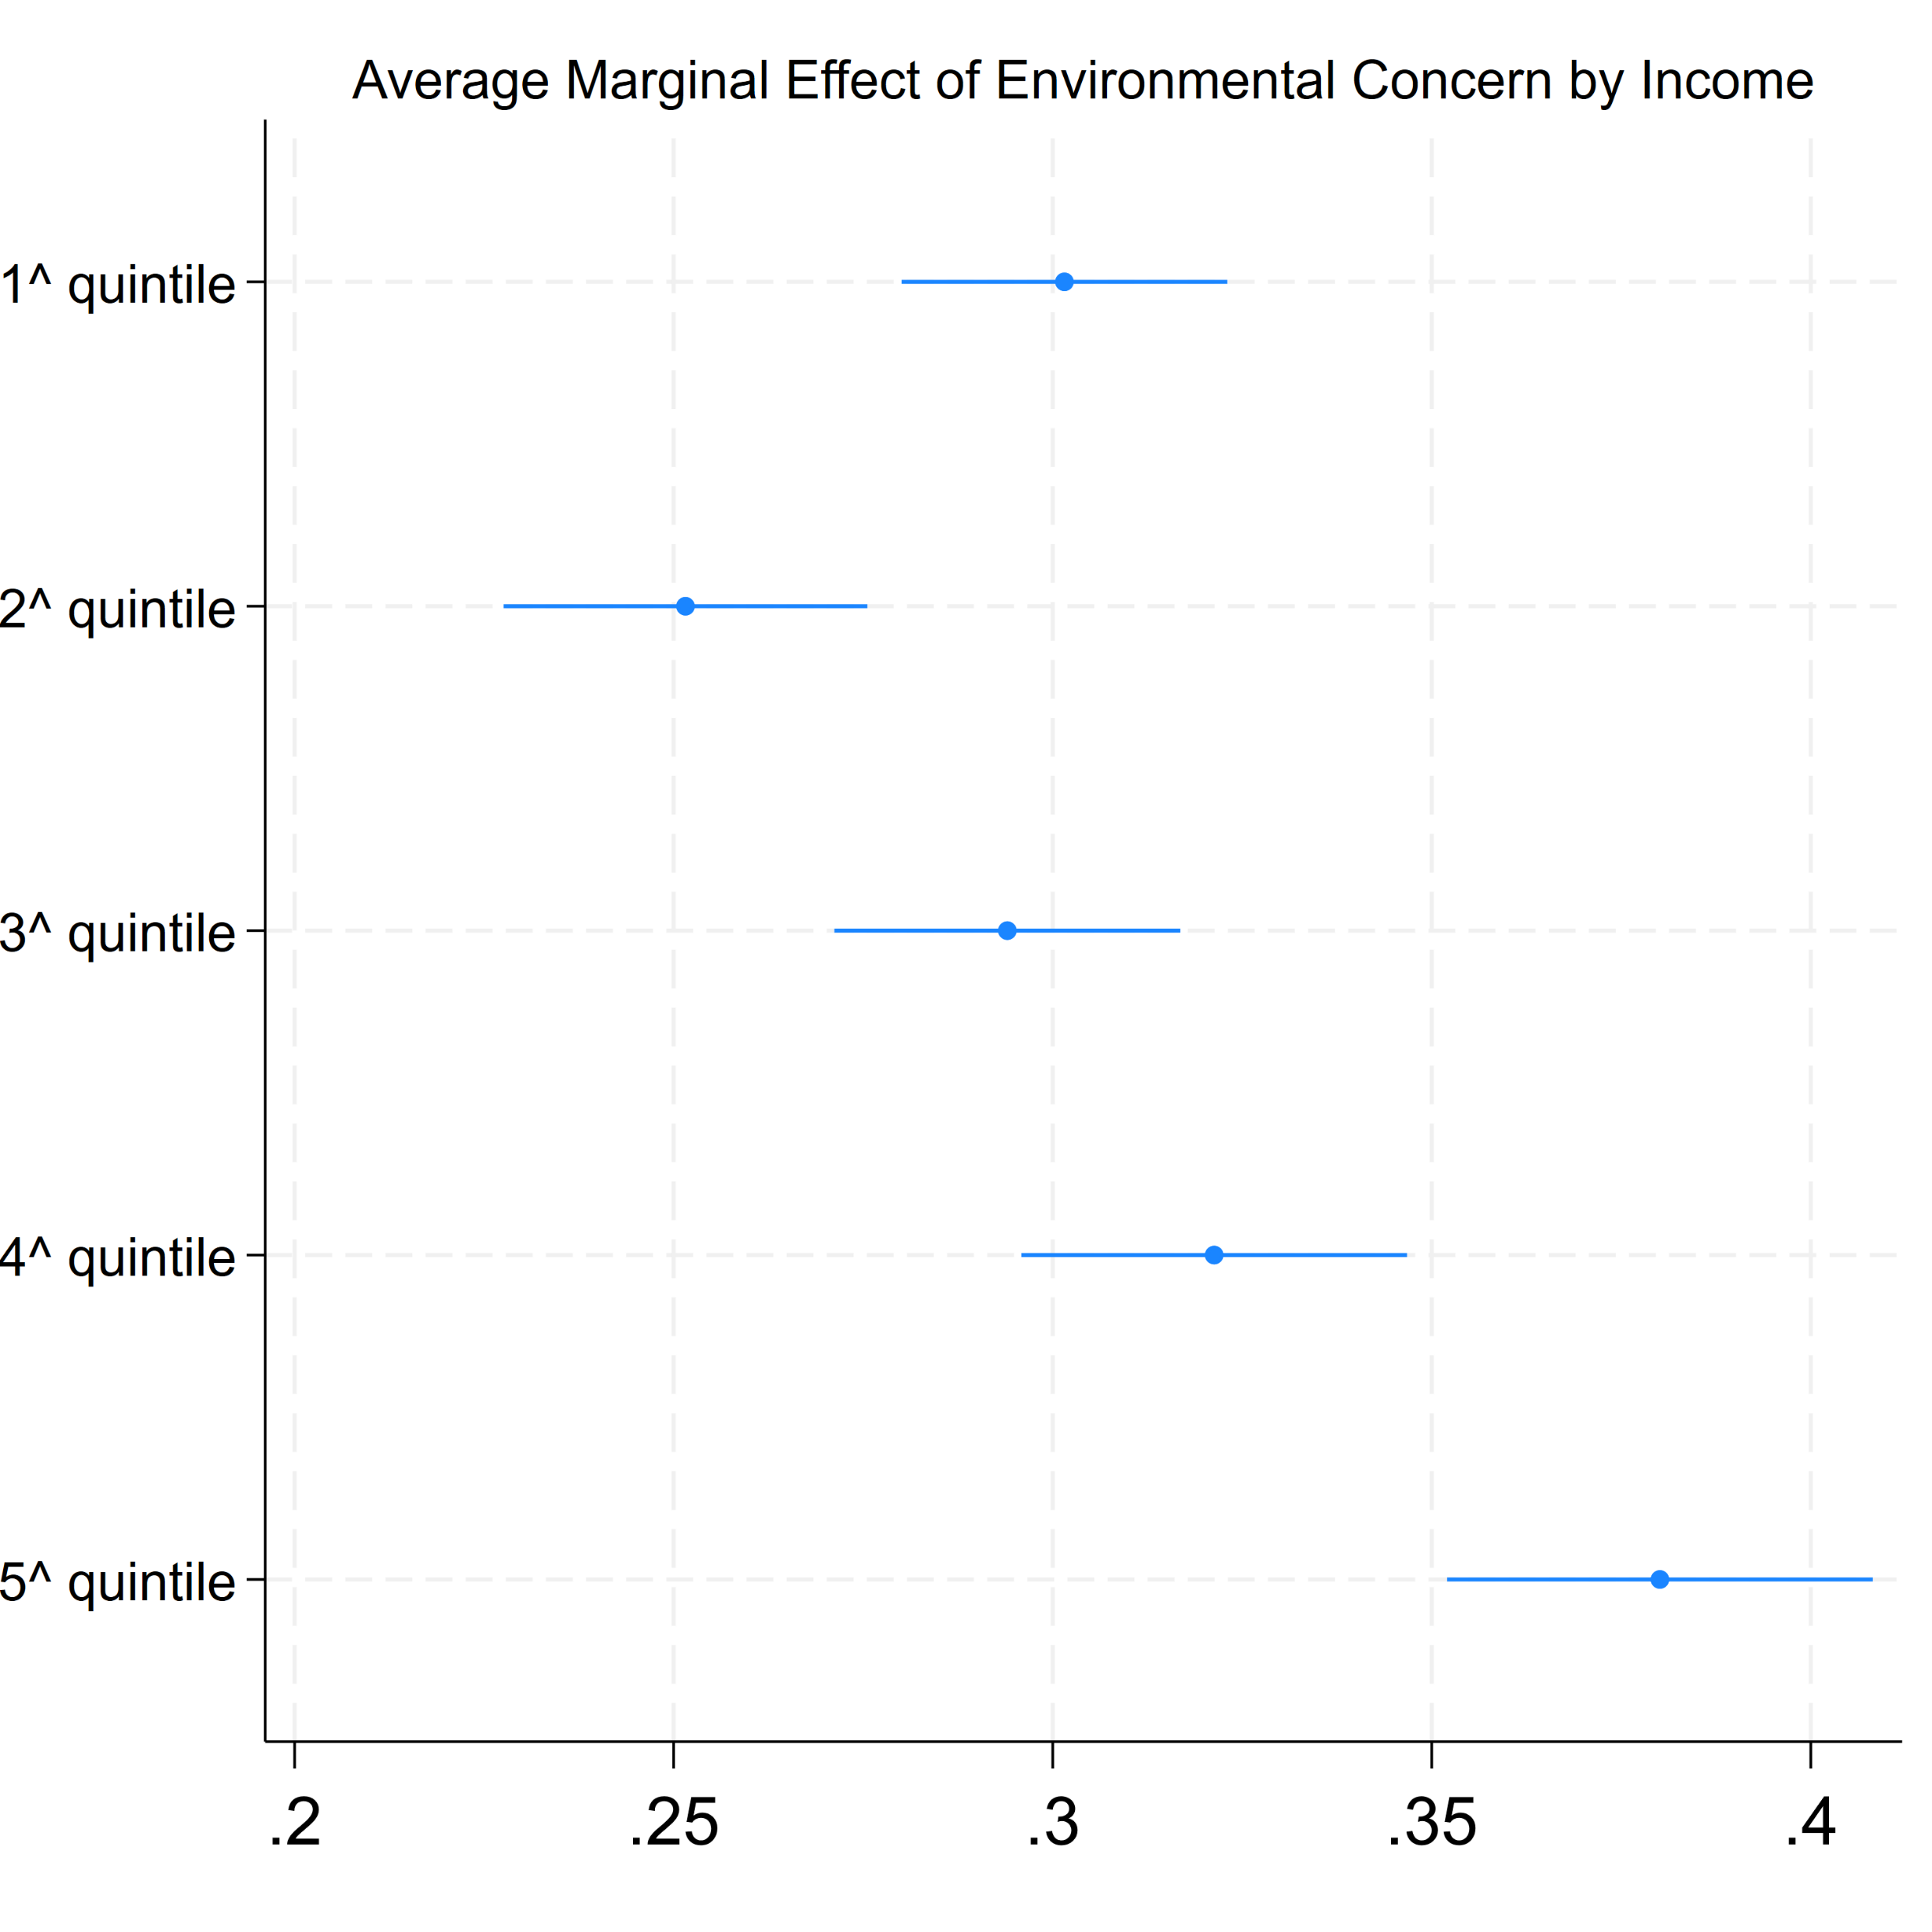 Average Marginal Effect of Environmental Concern by Income
1^ quintile
2^ quintile
3^ quintile
4^ quintile
5^ quintile
.2 .25 .3 .35 .4